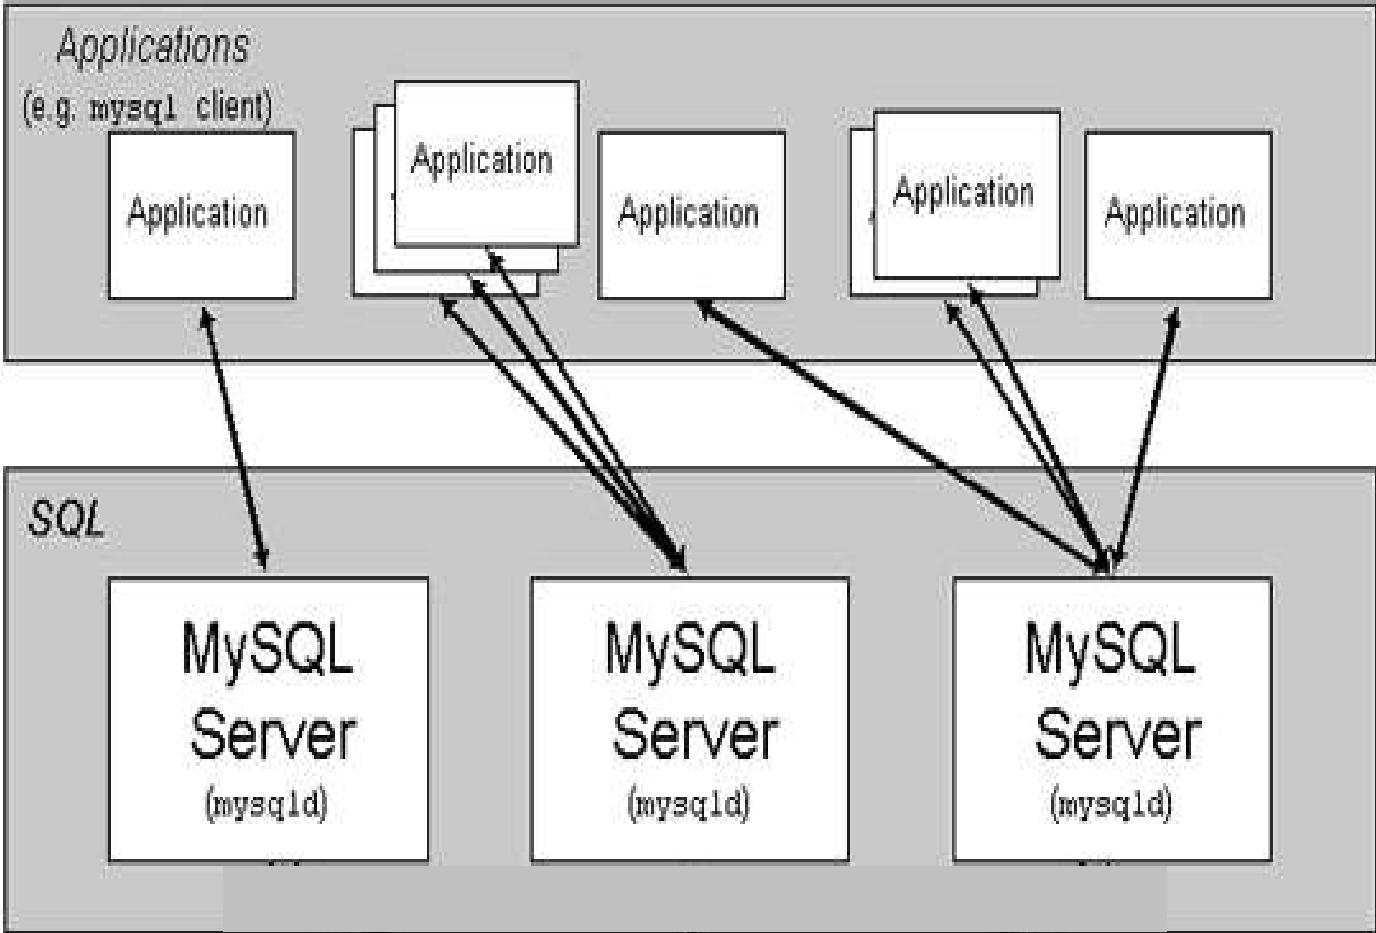 Applications
(e.g. mysql client)
Application
Application
Application
Application
Application
SQL
MySQL
Server
(mysqld)
MySQL
Server
(mysqld)
MySQL
Server
(mysqld)